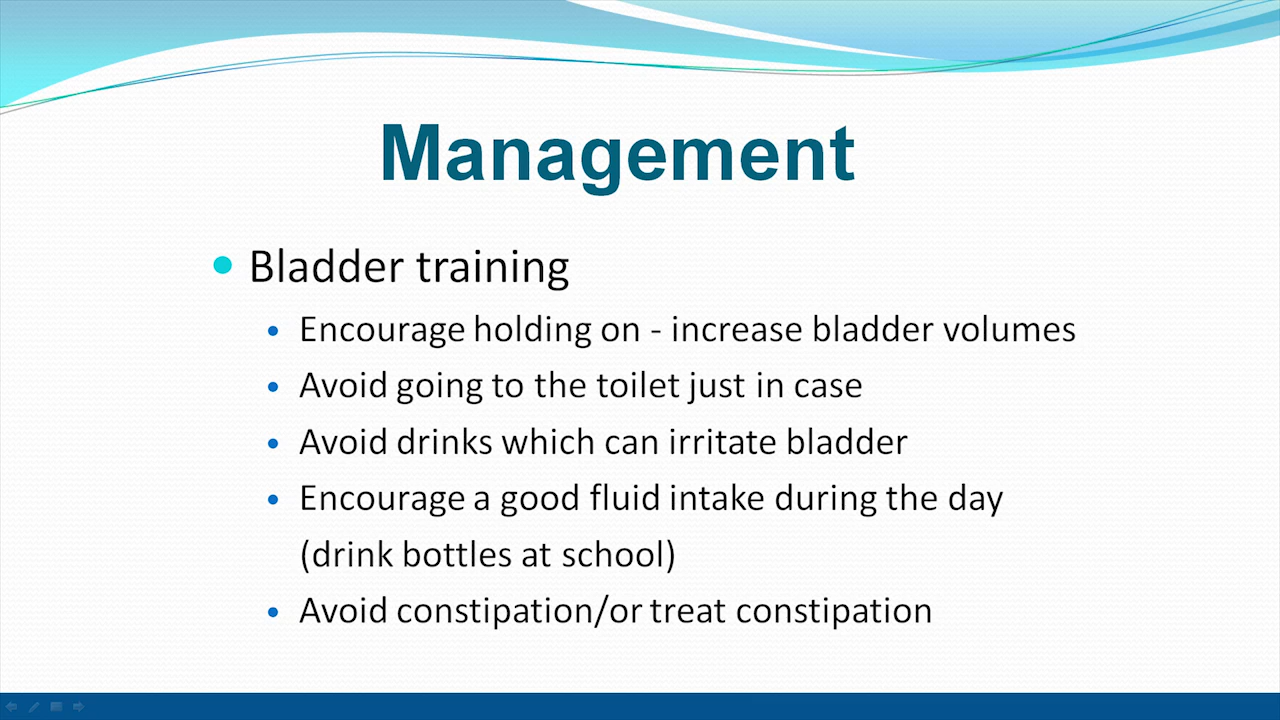 Management
Bladder training
Encourage holding on - increase bladder volumes
Avoid going to the toilet just in case
Avoid drinks which can irritate bladder
Encourage a good fluid intake during the day
(drink bottles at school)
Avoid constipation/or treat constipation